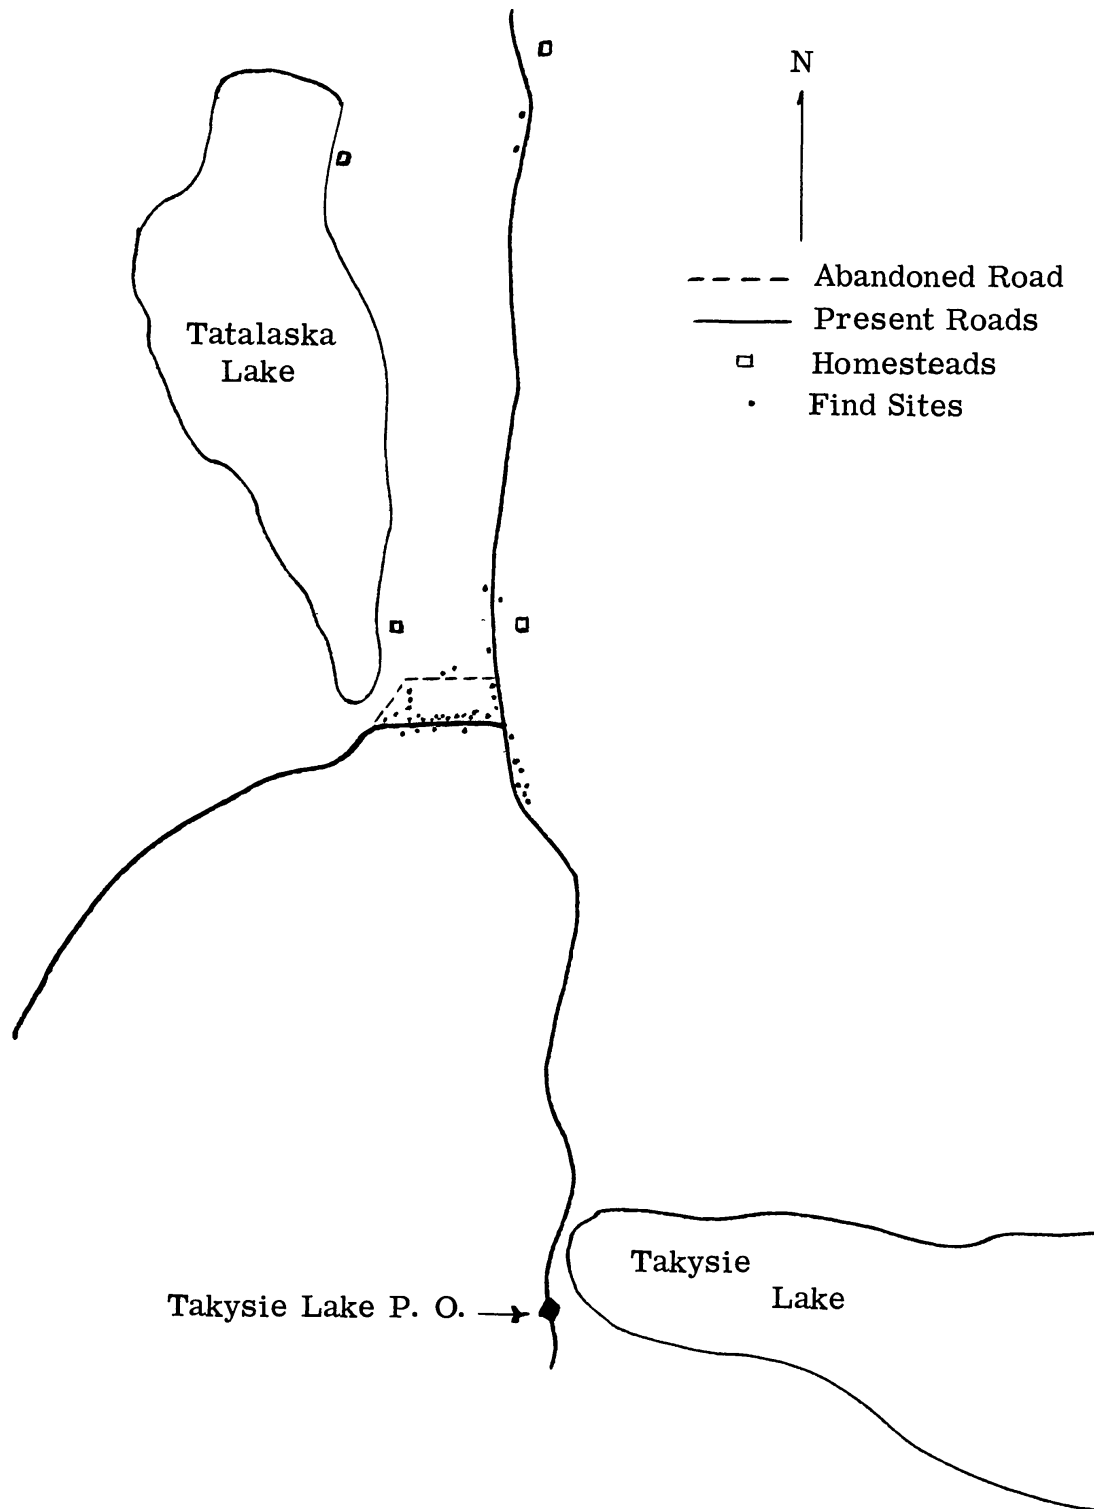 N
Abandoned Road
Present Roads
Homesteads
Find Sites
Tatalaska
Lake
Takysie
Lake
Takysie Lake P. O.